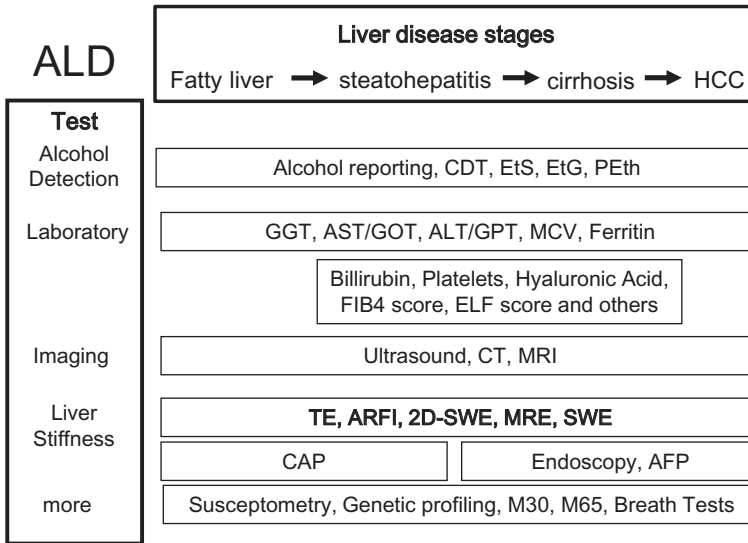 ALD
Liver disease stages
Fatty liver → steatohepatitis → cirrhosis → HCC
Test
Alcohol
Detection
Alcohol reporting, CDT, EtS, EtG, PEth
Laboratory
GGT, AST/GOT, ALT/GPT, MCV, Ferritin
Billirubin, Platelets, Hyaluronic Acid,
FIB4 score, ELF score and others
Imaging
Ultrasound, CT, MRI
Liver
Stiffness
TE, ARFI, 2D-SWE, MRE, SWE
CAP
Endoscopy, AFP
more
Susceptometry, Genetic profiling, M30, M65, Breath Tests